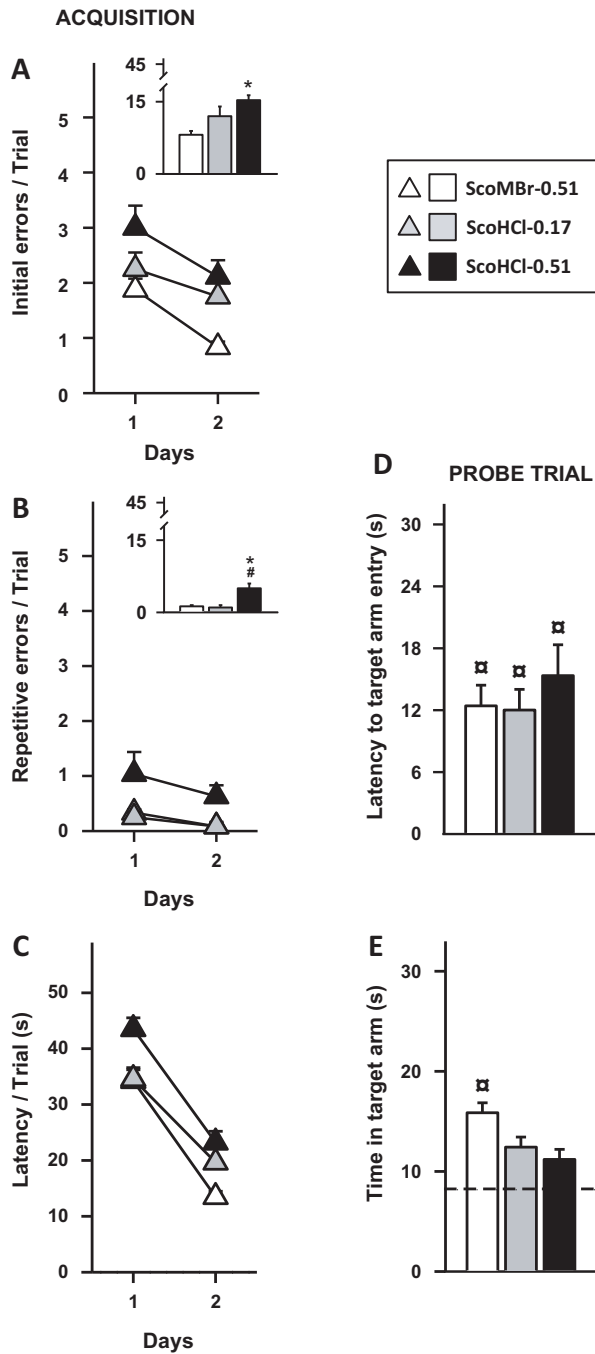 ACQUISITION
A
Initial errors / Trial
5
4
3
2
1
0
45
15
0
*
1 2
Days
ScoMBr-0.51
ScoHCl-0.17
ScoHCl-0.51
B
Repetitive errors / Trial
5
4
3
2
1
0
45
15
0
*
#
1 2
Days
C
Latency / Trial (s)
50
40
30
20
10
0
1 2
Days
D
PROBE TRIAL
Latency to target arm entry (s)
30
24
18
12
6
0
¤ ¤ ¤
E
Time in target arm (s)
30
20
10
0
¤